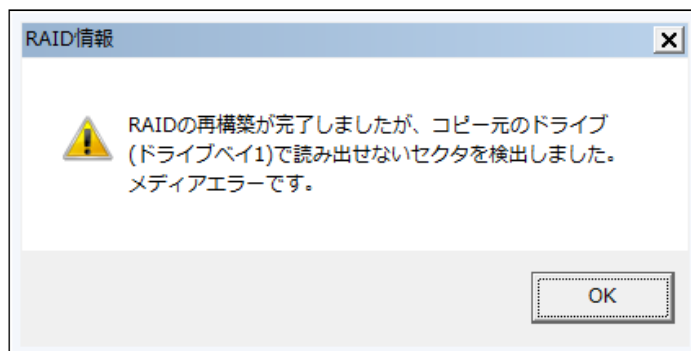 RAID情報
RAIDの再構築が完了しましたが、コピー元のドライブ
(ドライブベイ1)で読み出せないセクタを検出しました。
メディアエラーです。
OK